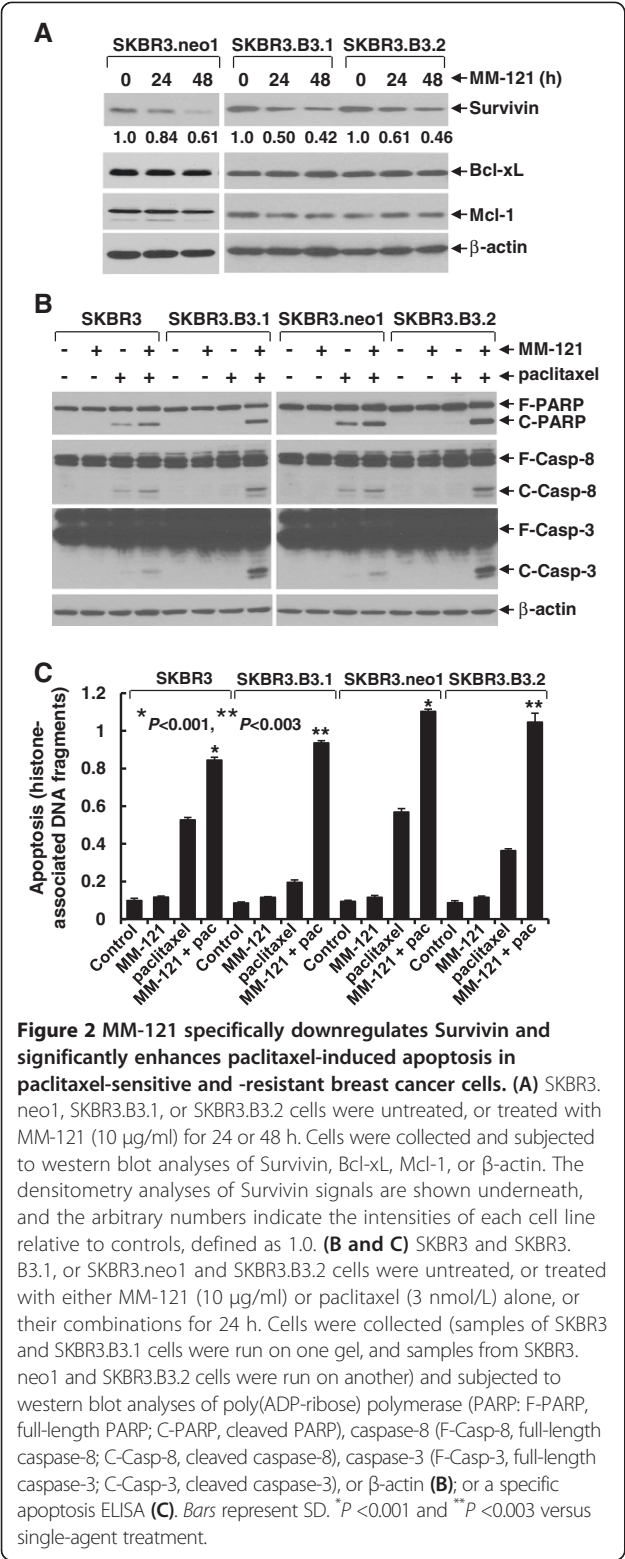 A
SKBR3.neo1 SKBR3.B3.1 SKBR3.B3.2
0 24 48 0 24 48 0 24 48 MM-121 (h)
Survivin
1.0 0.84 0.61 1.0 0.50 0.42 1.0 0.61 0.46
Bcl-xL
Mcl-1
β-actin
B
SKBR3 SKBR3.B3.1 SKBR3.neo1 SKBR3.B3.2
- + - + - + - + - + - + - + - + MM-121
- - + + - - + + - - + + - - + + paclitaxel
F-PARP
C-PARP
F-Casp-8
C-Casp-8
F-Casp-3
C-Casp-3
β-actin
C
SKBR3 SKBR3.B3.1 SKBR3.neo1 SKBR3.B3.2
Apoptosis (histone-
associated DNA fragments)
1.2
1
0.8
0.6
0.4
0.2
0
* P<0.001, ** P<0.003
* ** * **
Control MM-121 paclitaxel MM-121 + pac Control MM-121 paclitaxel MM-121 + pac Control MM-121 paclitaxel MM-121 + pac Control MM-121 paclitaxel MM-121 + pac
Figure 2 MM-121 specifically downregulates Survivin and
significantly enhances paclitaxel-induced apoptosis in
paclitaxel-sensitive and -resistant breast cancer cells. (A) SKBR3.
neo1, SKBR3.B3.1, or SKBR3.B3.2 cells were untreated, or treated with
MM-121 (10 μg/ml) for 24 or 48 h. Cells were collected and subjected
to western blot analyses of Survivin, Bcl-xL, Mcl-1, or β-actin. The
densitometry analyses of Survivin signals are shown underneath,
and the arbitrary numbers indicate the intensities of each cell line
relative to controls, defined as 1.0. (B and C) SKBR3 and SKBR3.
B3.1, or SKBR3.neo1 and SKBR3.B3.2 cells were untreated, or treated
with either MM-121 (10 μg/ml) or paclitaxel (3 nmol/L) alone, or
their combinations for 24 h. Cells were collected (samples of SKBR3
and SKBR3.B3.1 cells were run on one gel, and samples from SKBR3.
neo1 and SKBR3.B3.2 cells were run on another) and subjected to
western blot analyses of poly(ADP-ribose) polymerase (PARP: F-PARP,
full-length PARP; C-PARP, cleaved PARP), caspase-8 (F-Casp-8, full-length
caspase-8; C-Casp-8, cleaved caspase-8), caspase-3 (F-Casp-3, full-length
caspase-3; C-Casp-3, cleaved caspase-3), or β-actin (B); or a specific
apoptosis ELISA (C). Bars represent SD. *P <0.001 and **P <0.003 versus
single-agent treatment.